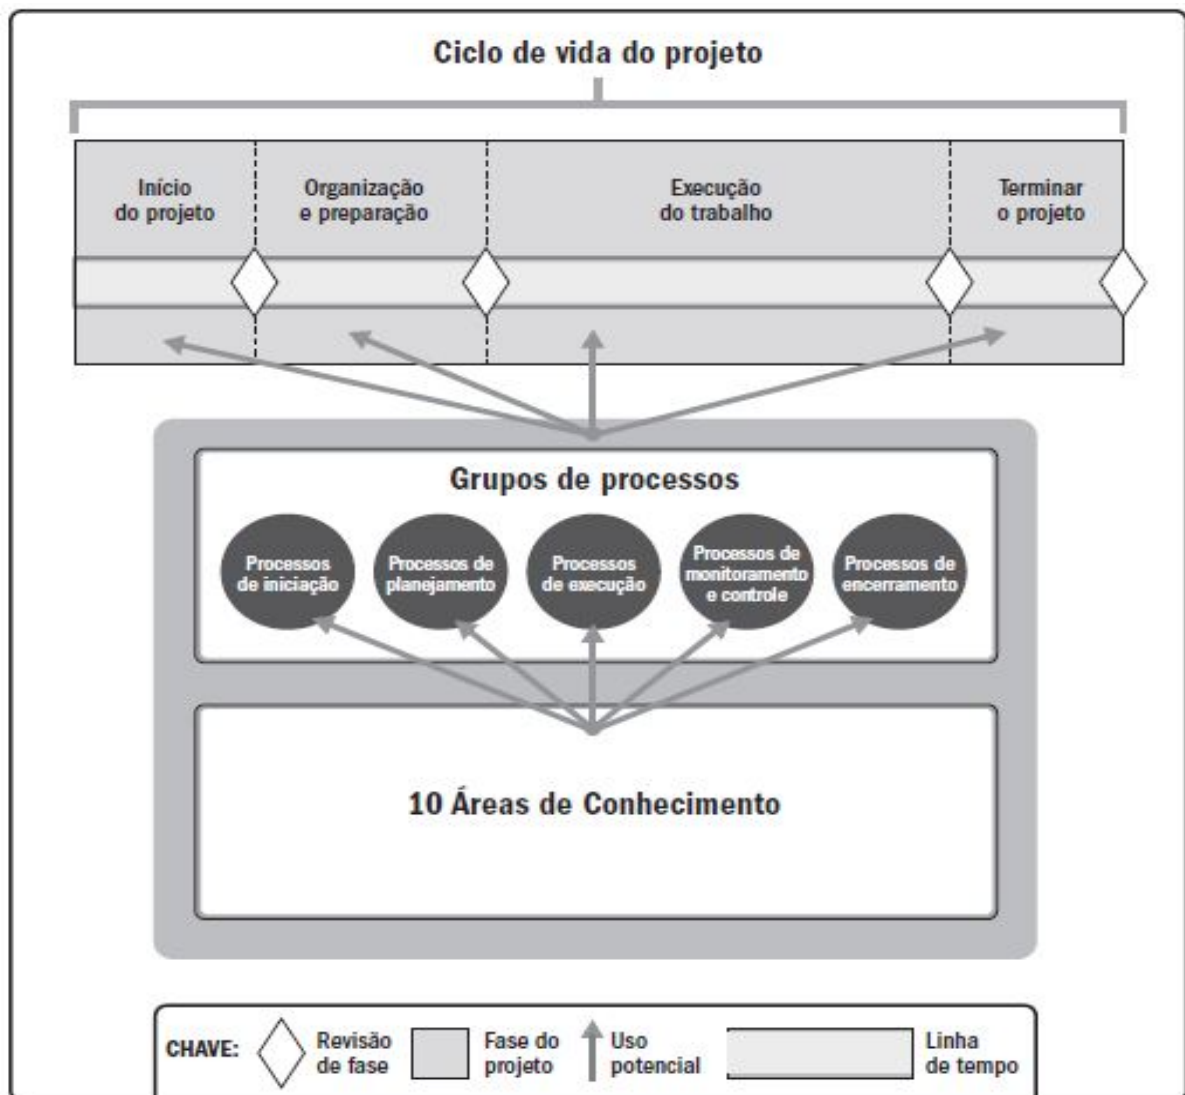 Ciclo de vida do projeto
Início
do projeto
Organização
e preparação
Execução
do trabalho
Terminar
o projeto
Grupos de processos
Processos
de iniciação
Processos de
planejamento
Processos
de execução
Processos de
monitoramento
e controle
Processos de
encerramento
10 Áreas de Conhecimento
CHAVE:
Revisão
de fase
Fase do
projeto
Uso
potencial
Linha
de tempo